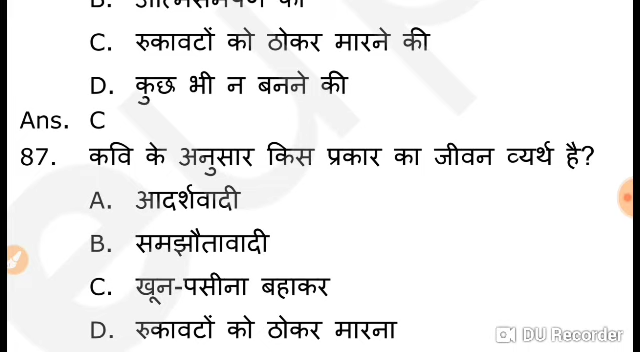 C. रुकावटों को ठोकर मारने की
D. कुछ भी न बनने की
Ans. C
87. कवि के अनुसार किस प्रकार का जीवन व्यर्थ है?
A. आदर्शवादी
B. समझौतावादी
C. खून-पसीना बहाकर
D. रुकावटों को ठोकर मारना
DU Recorder